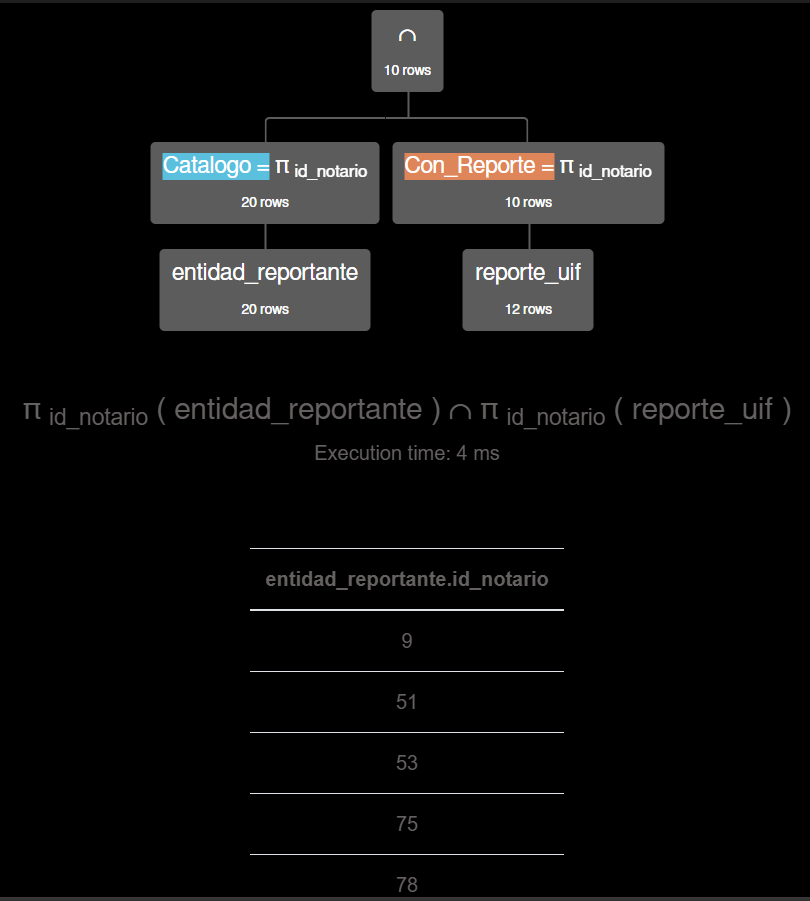 ∩
10 rows
Catalogo = π id_notario
20 rows
Con_Reporte = π id_notario
10 rows
entidad_reportante
20 rows
reporte_uif
12 rows
π id_notario ( entidad_reportante ) ∩ π id_notario ( reporte_uif )
Execution time: 4 ms
entidad_reportante.id_notario
9
51
53
75
78